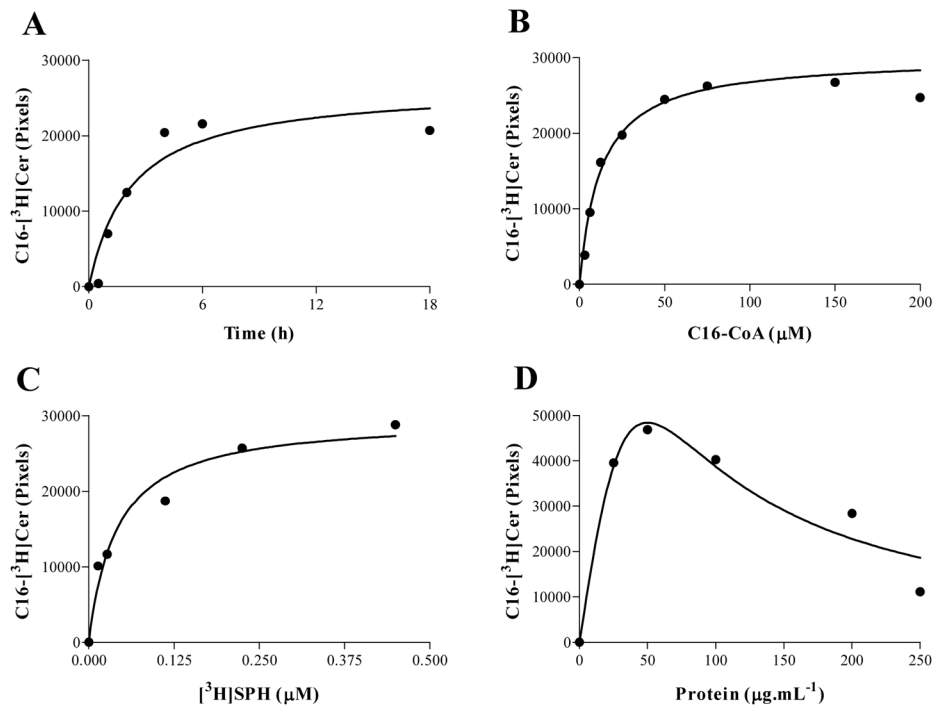 A
30000
20000
10000
0
C16-[³H]Cer (Pixels)
0 6 12 18
Time (h)
B
30000
20000
10000
0
C16-[³H]Cer (Pixels)
0 50 100 150 200
C16-CoA (μM)
C
30000
20000
10000
0
C16-[³H]Cer (Pixels)
0.000 0.125 0.250 0.375 0.500
[³H]SPH (μM)
D
50000
40000
30000
20000
10000
0
C16-[³H]Cer (Pixels)
0 50 100 150 200 250
Protein (μg.mL⁻¹)